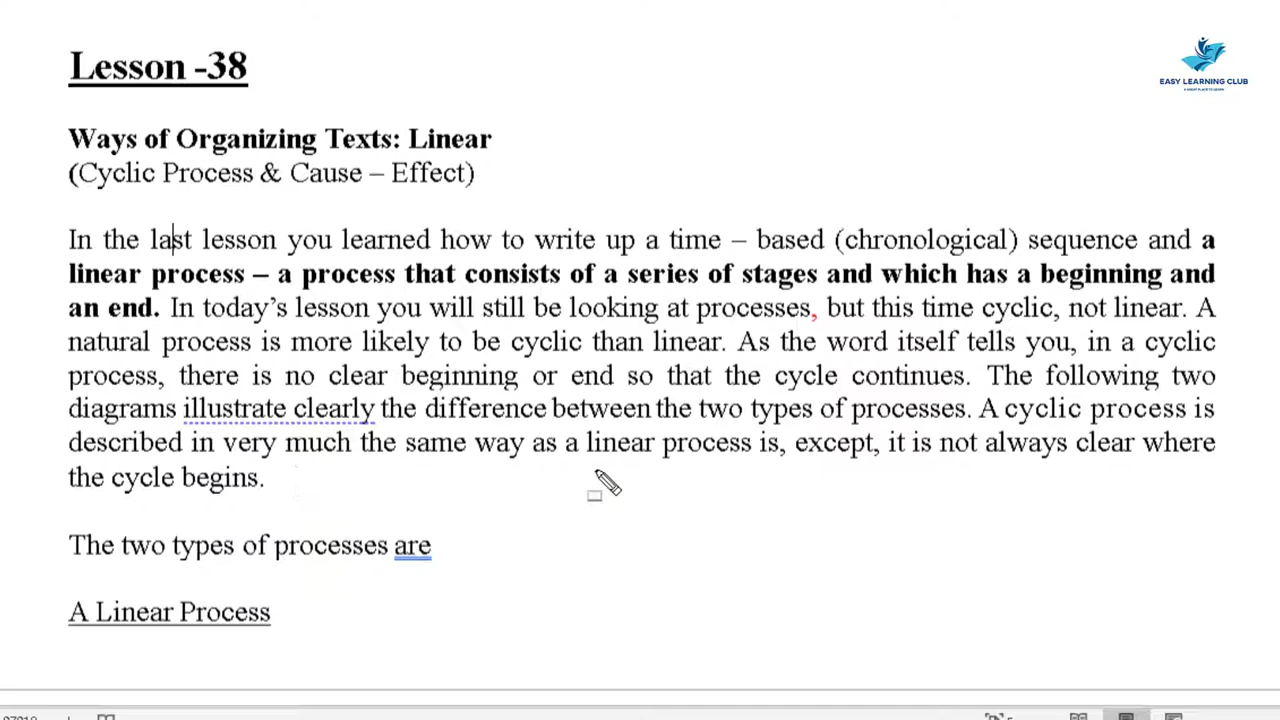 Lesson -38
EASY LEARNING CLUB
Ways of Organizing Texts: Linear
(Cyclic Process & Cause – Effect)
In the last lesson you learned how to write up a time – based (chronological) sequence and a
linear process – a process that consists of a series of stages and which has a beginning and
an end. In today's lesson you will still be looking at processes, but this time cyclic, not linear. A
natural process is more likely to be cyclic than linear. As the word itself tells you, in a cyclic
process, there is no clear beginning or end so that the cycle continues. The following two
diagrams illustrate clearly the difference between the two types of processes. A cyclic process is
described in very much the same way as a linear process is, except, it is not always clear where
the cycle begins.
The two types of processes are
A Linear Process